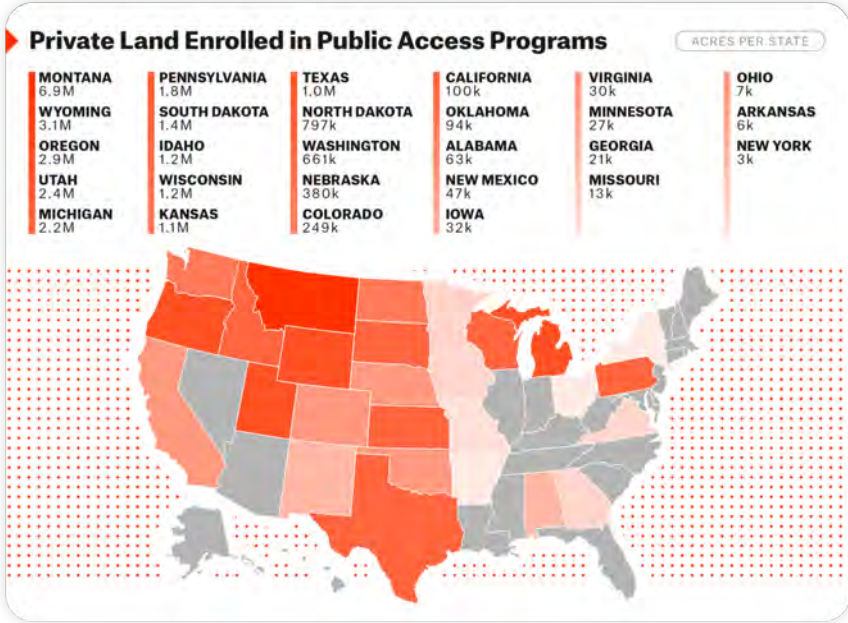 Private Land Enrolled in Public Access Programs
ACRES PER STATE
MONTANA
6.9M
WYOMING
3.1M
OREGON
2.9M
UTAH
2.4M
MICHIGAN
2.2M
PENNSYLVANIA
1.8M
SOUTH DAKOTA
1.4M
IDAHO
1.2M
WISCONSIN
1.2M
KANSAS
1.1M
TEXAS
1.0M
NORTH DAKOTA
797k
WASHINGTON
661k
NEBRASKA
380k
COLORADO
249k
CALIFORNIA
100k
OKLAHOMA
94k
ALABAMA
63k
NEW MEXICO
47k
IOWA
32k
VIRGINIA
30k
MINNESOTA
27k
GEORGIA
21k
MISSOURI
13k
OHIO
7k
ARKANSAS
6k
NEW YORK
3k